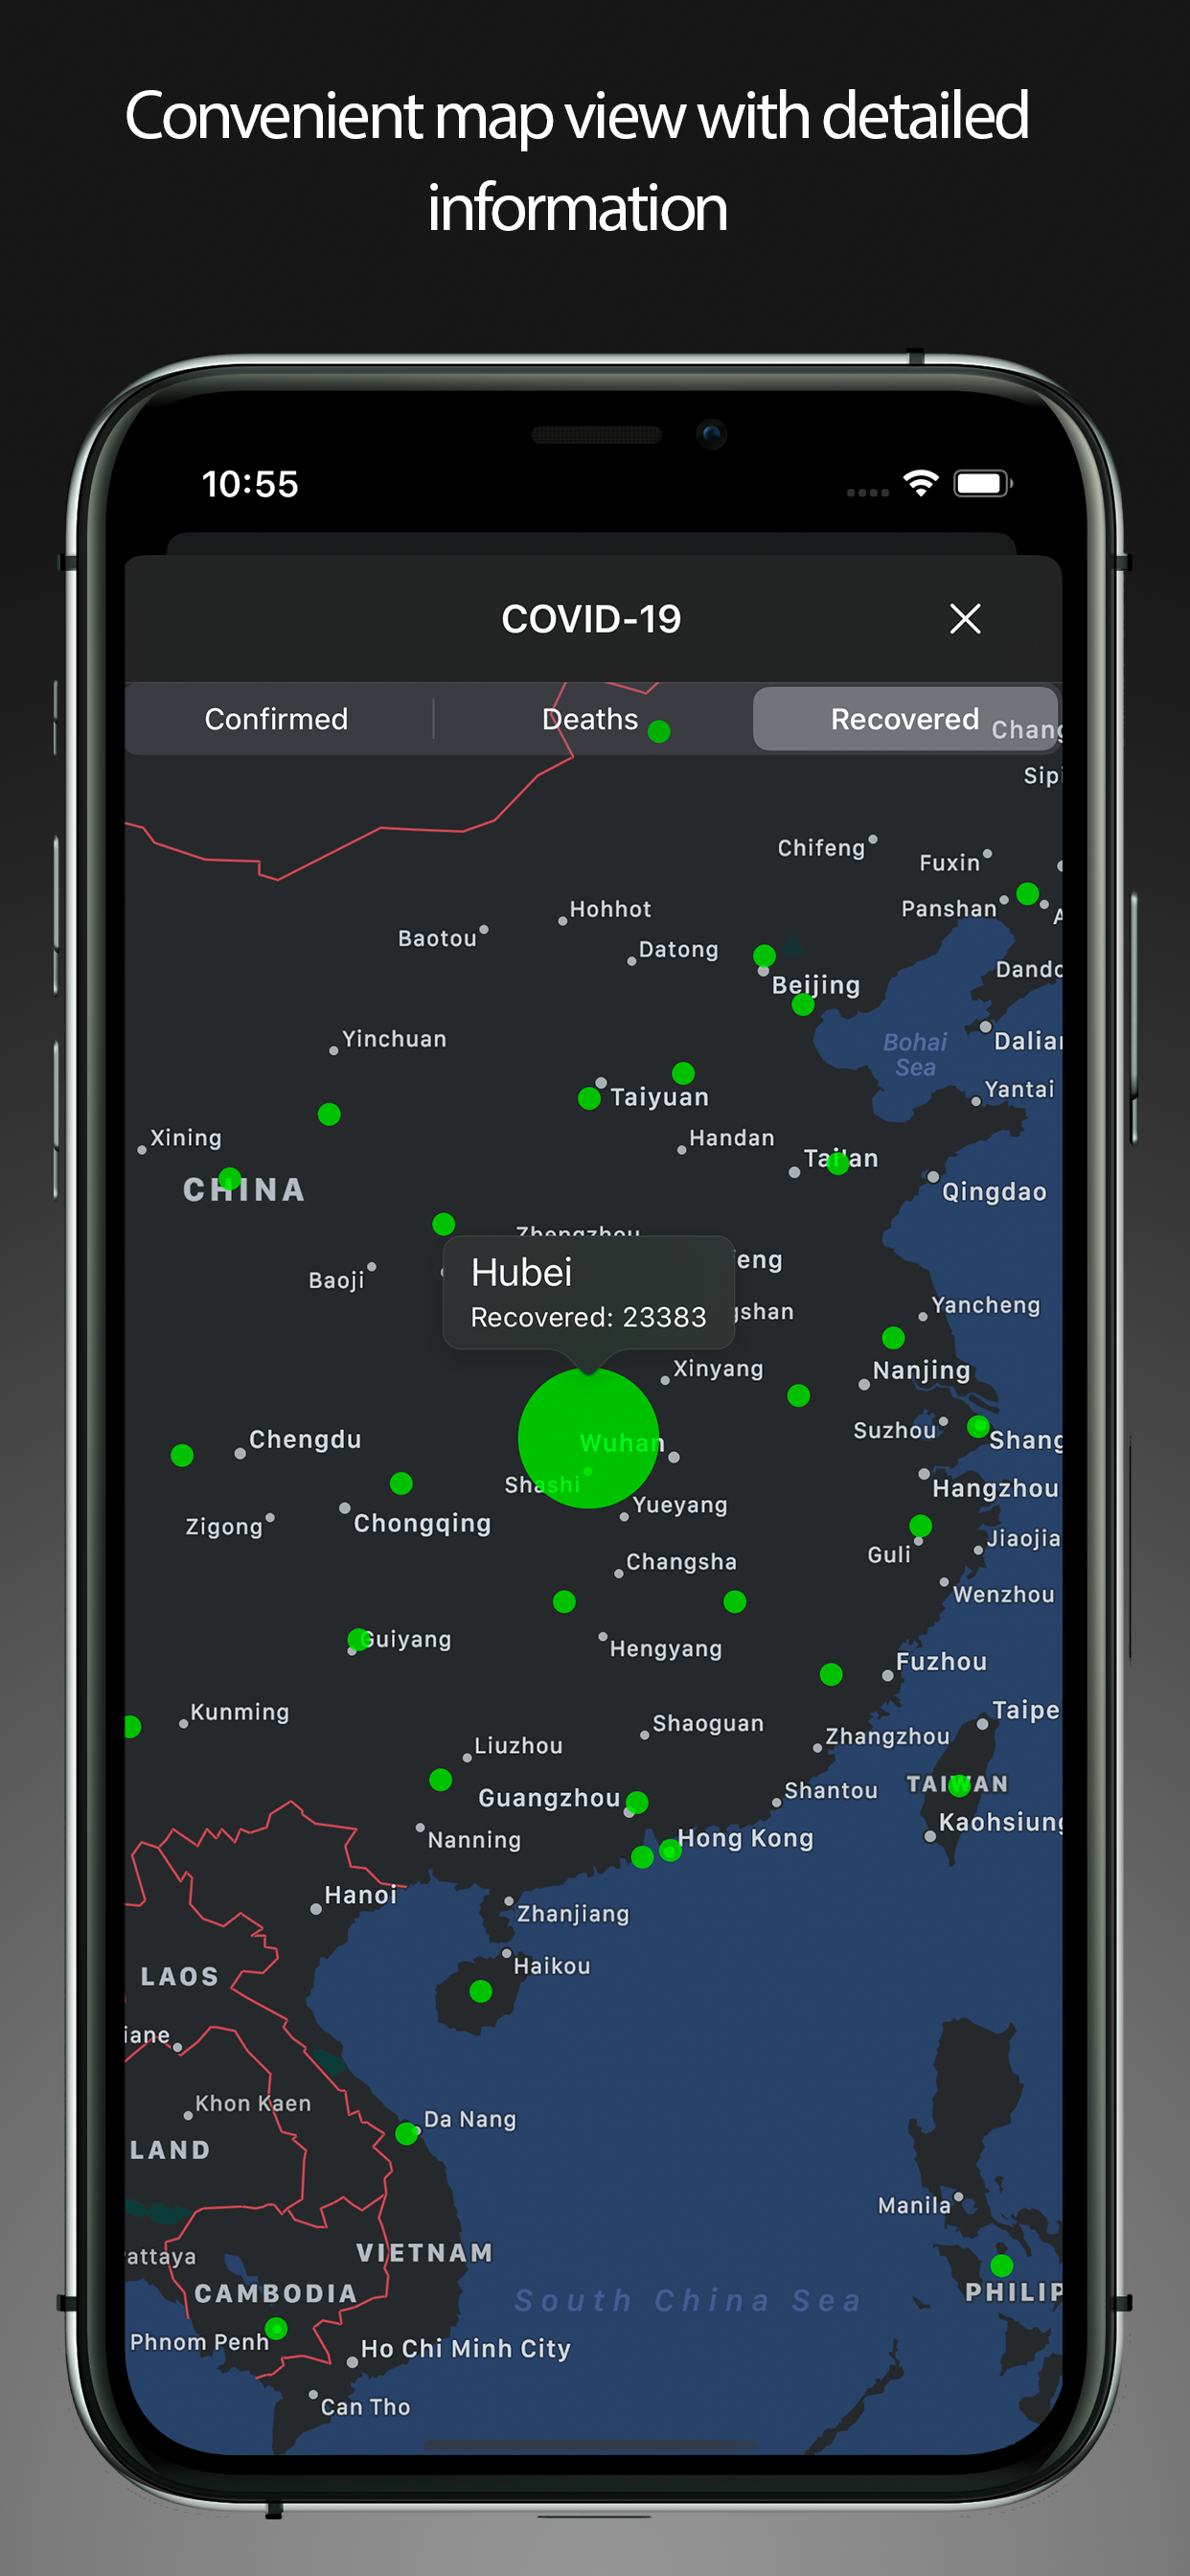 Convenient map view with detailed
information
10:55
COVID-19
Confirmed
Deaths
Recovered
Chang
Sipi
Chifeng
Fuxin
Panshan
A
Hohhot
Baotou
Datong
Beijing
Dando
Yinchuan
Bohai
Sea
Dalian
Yantai
Taiyuan
Xining
Handan
Tai'an
CHINA
Qingdao
Zhengzhou
feng
Baoji
Hubei
Recovered: 23383
gshan
Yancheng
Xinyang
Nanjing
Suzhou
Chengdu
Wuhan
Shang
Shashi
Hangzhou
Yueyang
Zigong
Chongqing
Guli
Jiaojia
Changsha
Wenzhou
Guiyang
Hengyang
Fuzhou
Kunming
Taipe
Shaoguan
Zhangzhou
Liuzhou
TAIWAN
Shantou
Guangzhou
Kaohsiung
Nanning
Hong Kong
Hanoi
Zhanjiang
Haikou
LAOS
iane
Khon Kaen
Da Nang
LAND
Manila
attaya
VIETNAM
CAMBODIA
South China Sea
PHILIP
Phnom Penh
Ho Chi Minh City
Can Tho